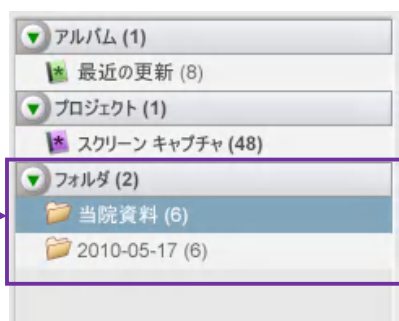 アルバム (1)
最近の更新 (8)
プロジェクト (1)
スクリーン キャプチャ (48)
フォルダ (2)
当院資料 (6)
2010-05-17 (6)